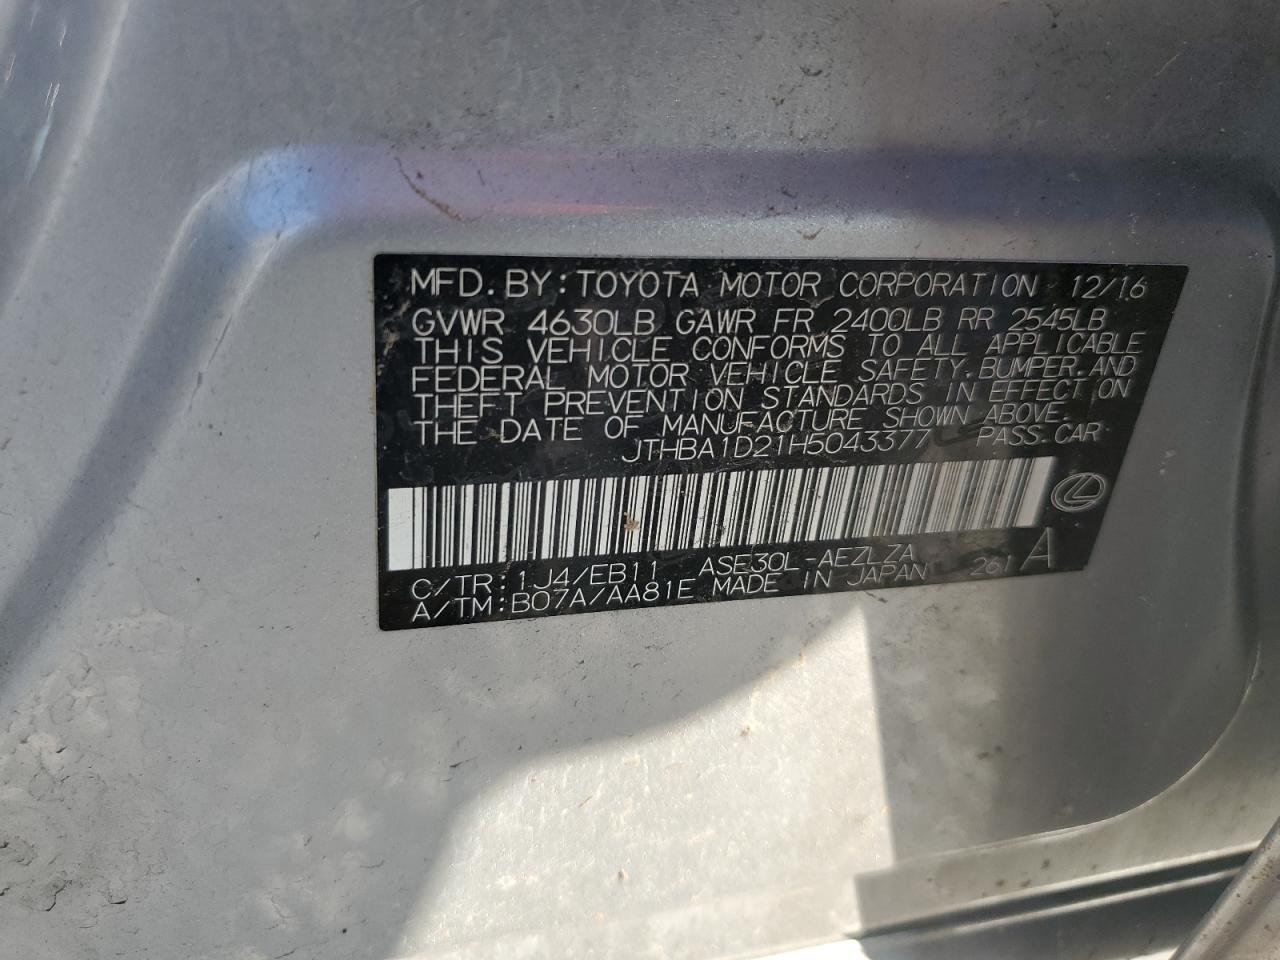 MFD. BY: TOYOTA MOTOR CORPORATION 12/16
GVWR 4630LB GAWR FR 2400LB RR 2545LB
THIS VEHICLE CONFORMS TO ALL APPLICABLE
FEDERAL MOTOR VEHICLE SAFETY, BUMPER, AND
THEFT PREVENTION STANDARDS IN EFFECT ON
THE DATE OF MANUFACTURE SHOWN ABOVE.
JTHBA1D21H5043377 PASS.CAR
C/TR: 1J4/EB11 ASE30L-AEZLZA
A/TM: B07A/AA81E MADE IN JAPAN 261 A